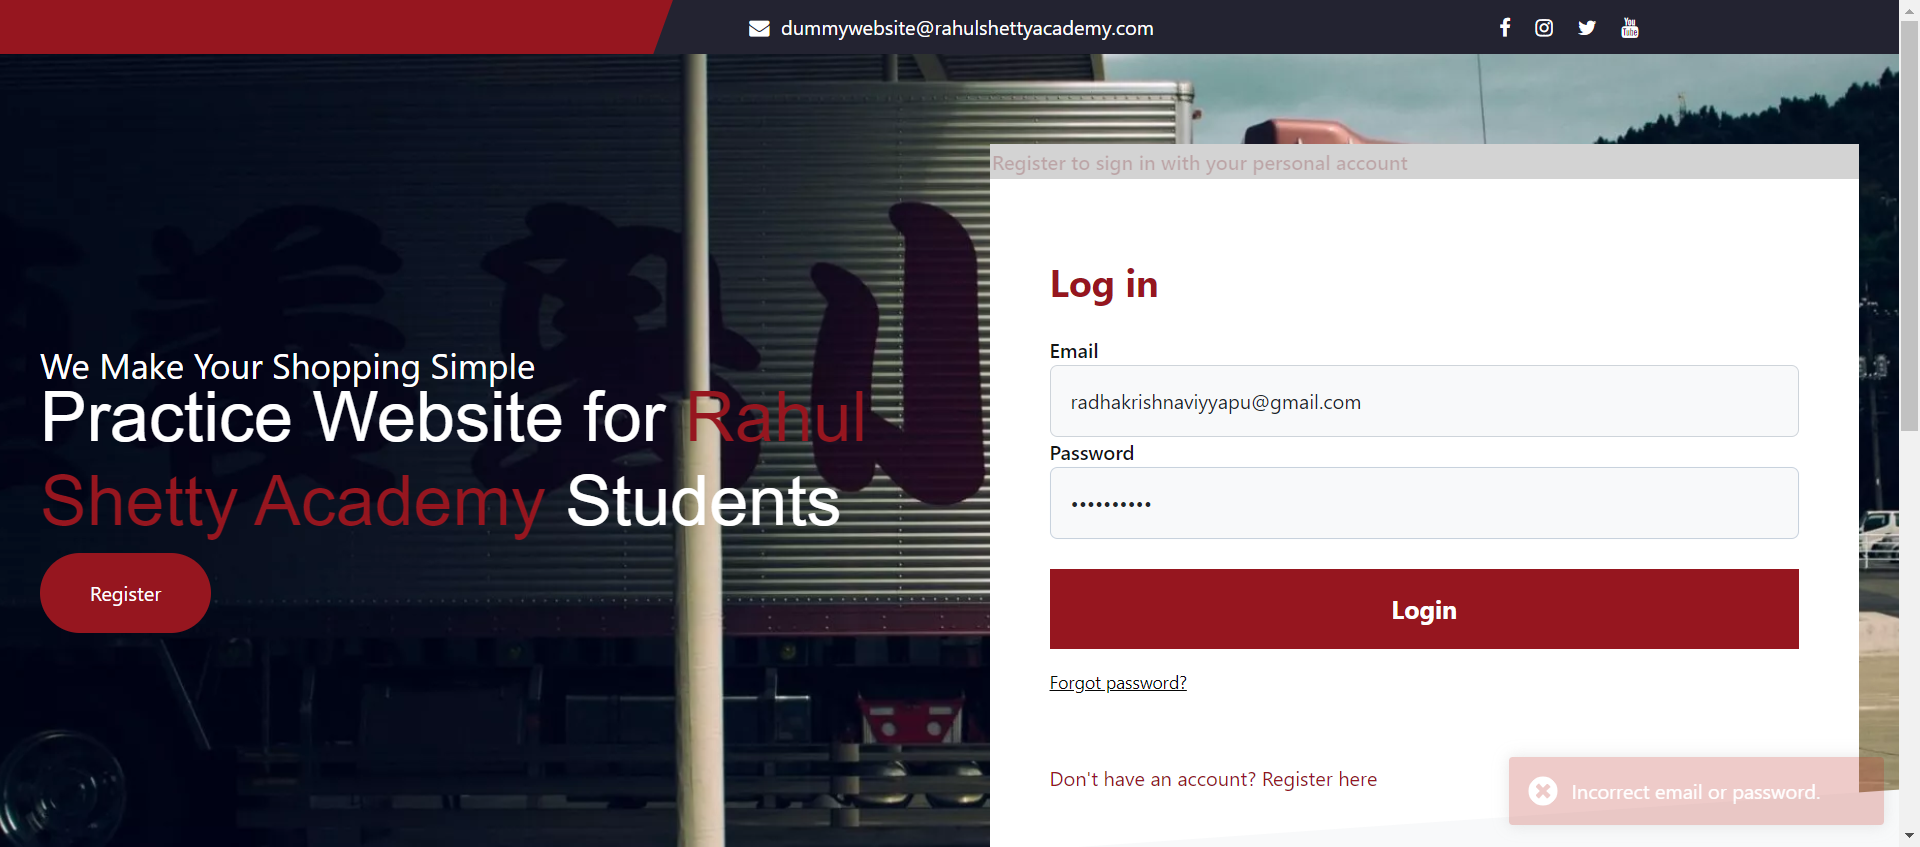 dummywebsite@rahulshettyacademy.com
Register to sign in with your personal account
We Make Your Shopping Simple
Practice Website for Rahul
Shetty Academy Students
Register
Log in
Email
radhakrishnaviyyapu@gmail.com
Password
••••••••••
Login
Forgot password?
Don't have an account? Register here
Incorrect email or password.